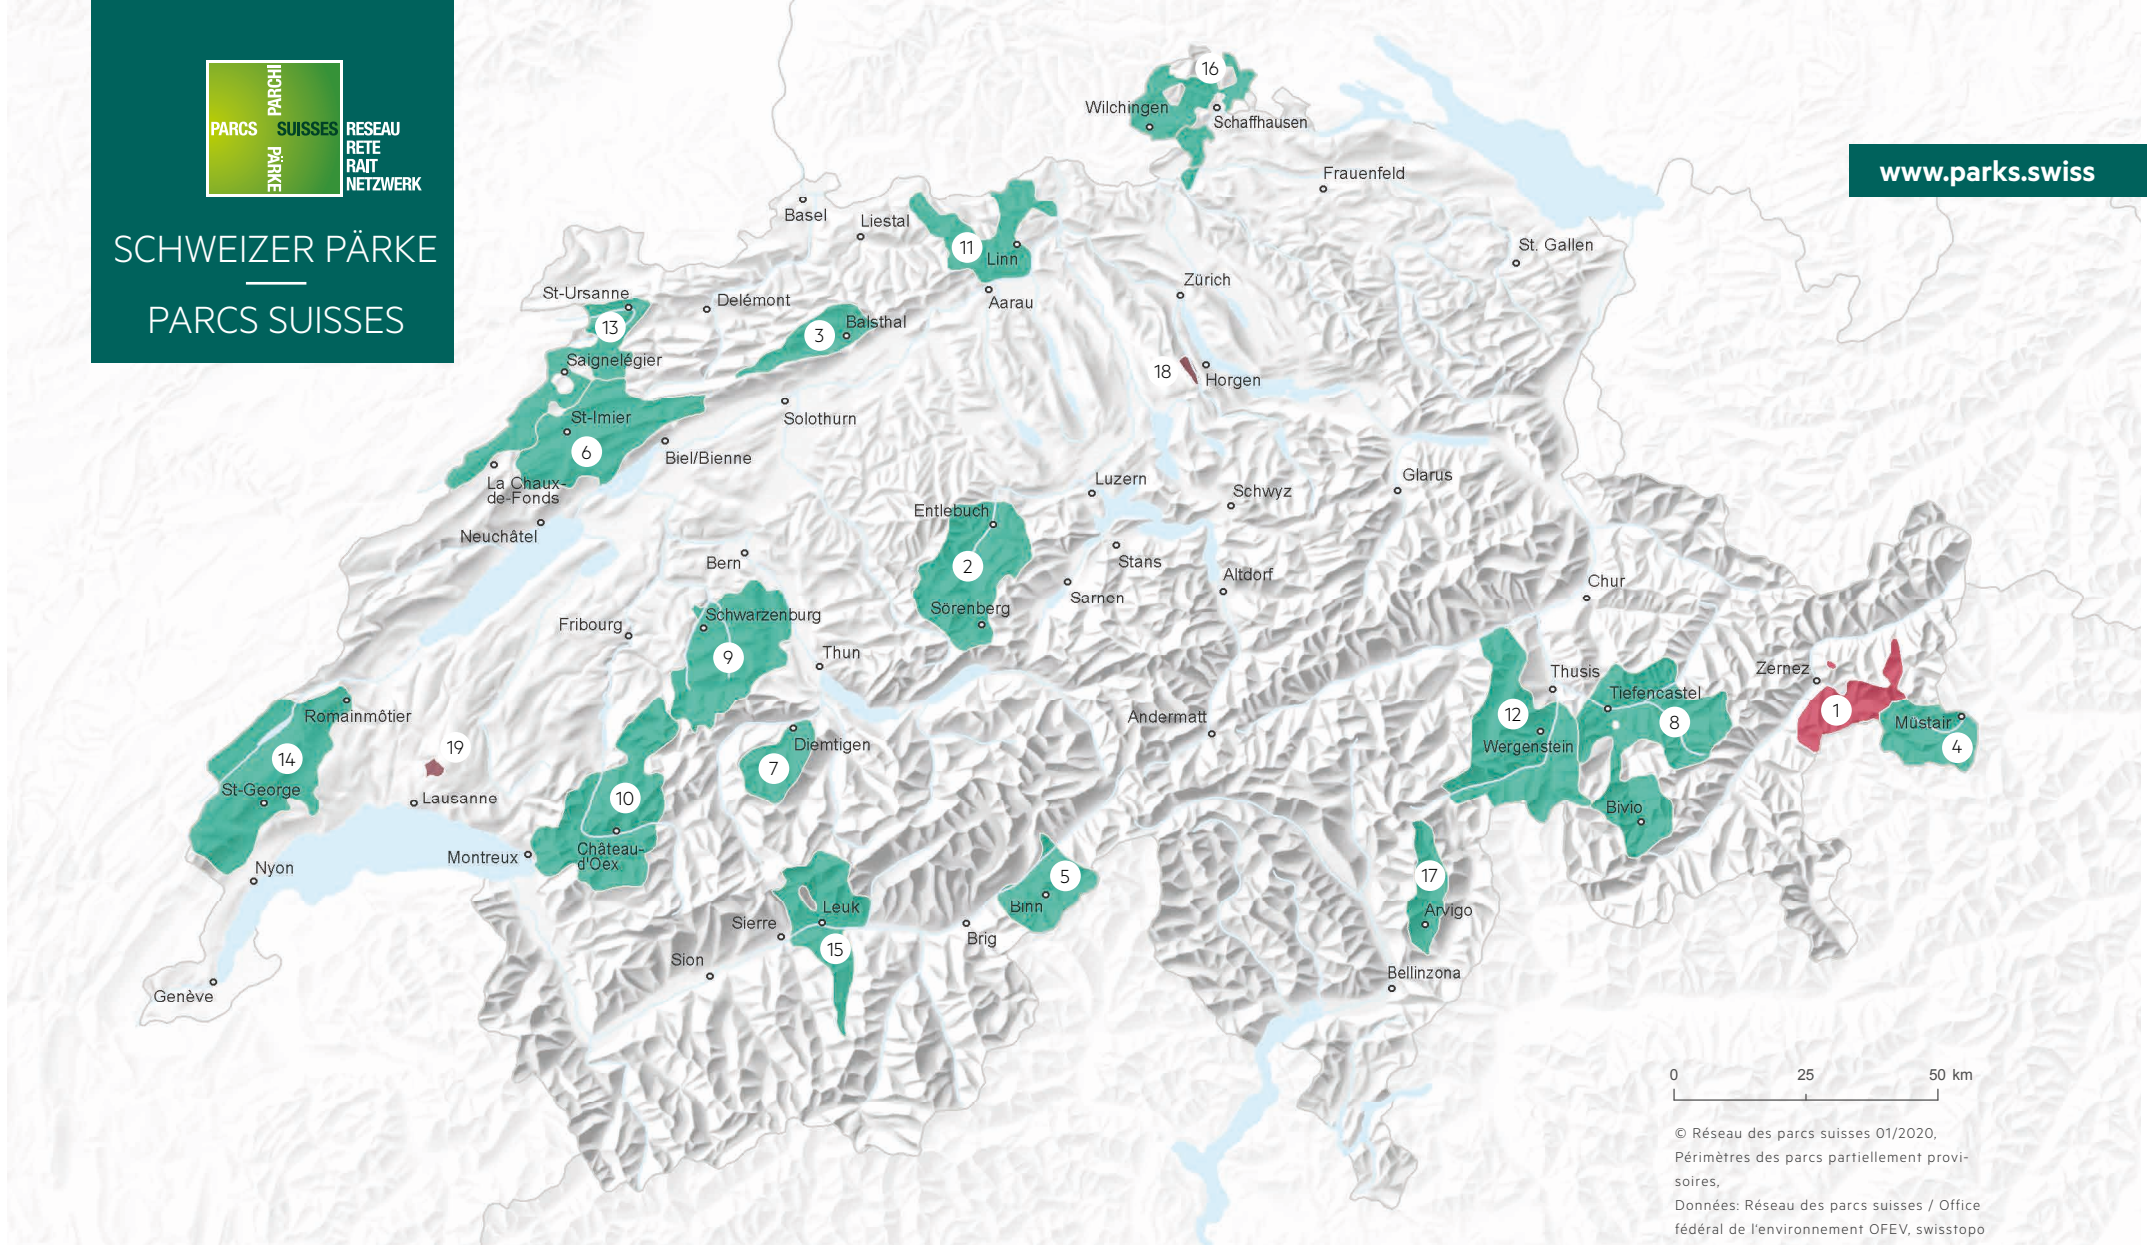 PARCS SUISSES
PARCHI
PÄRKE
RESEAU
RETE
RAIT
NETZWERK
SCHWEIZER PÄRKE
PARCS SUISSES
www.parks.swiss
16
Wilchingen
Schaffhausen
Frauenfeld
Basel
Liestal
11
Linn
St. Gallen
Zürich
St-Ursanne
Delémont
Aarau
13
3
Balsthal
Saignelégier
18
Horgen
St-Imier
Solothurn
6
Biel/Bienne
La Chaux-
de-Fonds
Luzern
Schwyz
Glarus
Entlebuch
Neuchâtel
Bern
2
Stans
Altdorf
Chur
Sarnen
Sörenberg
Schwarzenburg
Fribourg
9
Thun
Zernez
Thusis
Tiefencastel
Romainmôtier
Andermatt
12
8
1
Müstair
4
Wergenstein
Diemtigen
7
19
14
St-George
Lausanne
10
Bivio
Château-
d'Oex
Montreux
Nyon
5
Binn
17
Arvigo
Leuk
Sierre
15
Brig
Sion
Bellinzona
Genève
0 25 50 km
© Réseau des parcs suisses 01/2020,
Périmètres des parcs partiellement provi-
soires,
Données: Réseau des parcs suisses / Office
fédéral de l'environnement OFEV, swisstopo